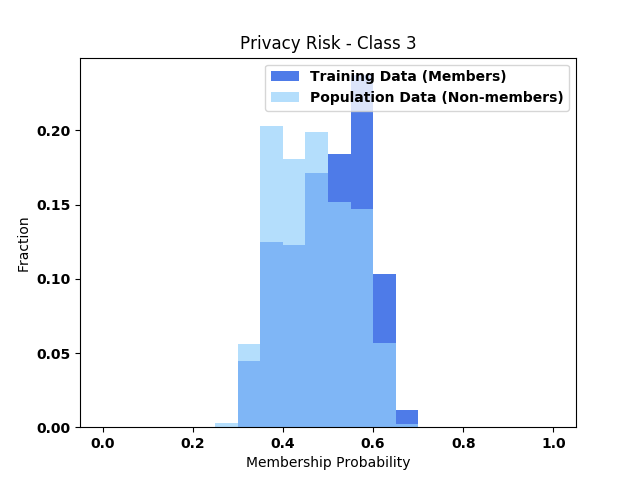 Privacy Risk - Class 3
Training Data (Members)
Population Data (Non-members)
0.20
0.15
0.10
0.05
0.00
Fraction
0.0 0.2 0.4 0.6 0.8 1.0
Membership Probability